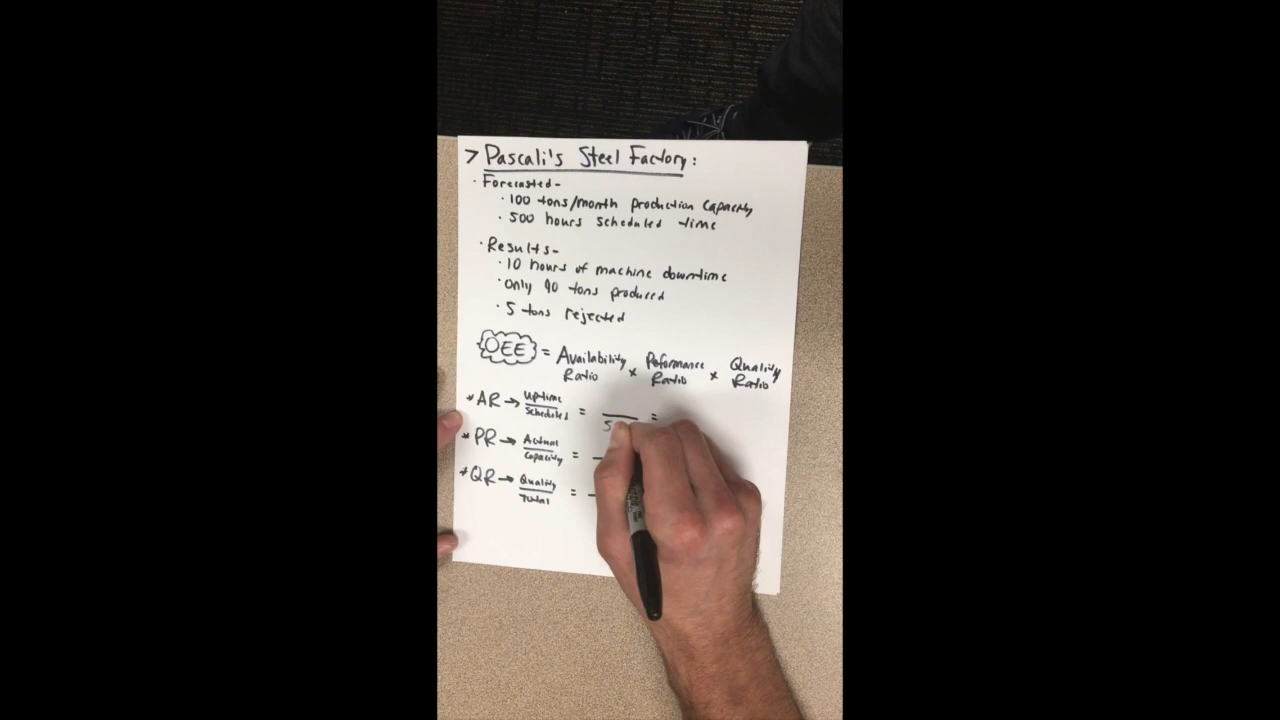 > Pascali's Steel Factory:
· Forecasted-
· 100 tons/month production capacity
· 500 hours scheduled time
· Results-
· 10 hours of machine downtime
· Only 90 tons produced
· 5 tons rejected
OEE = Availability Ratio x Peformance Ratio x Quality Ratio
*AR → Uptime/Scheduled = /5 =
*PR → Actual/Capacity =
*QR → Quality/Total =